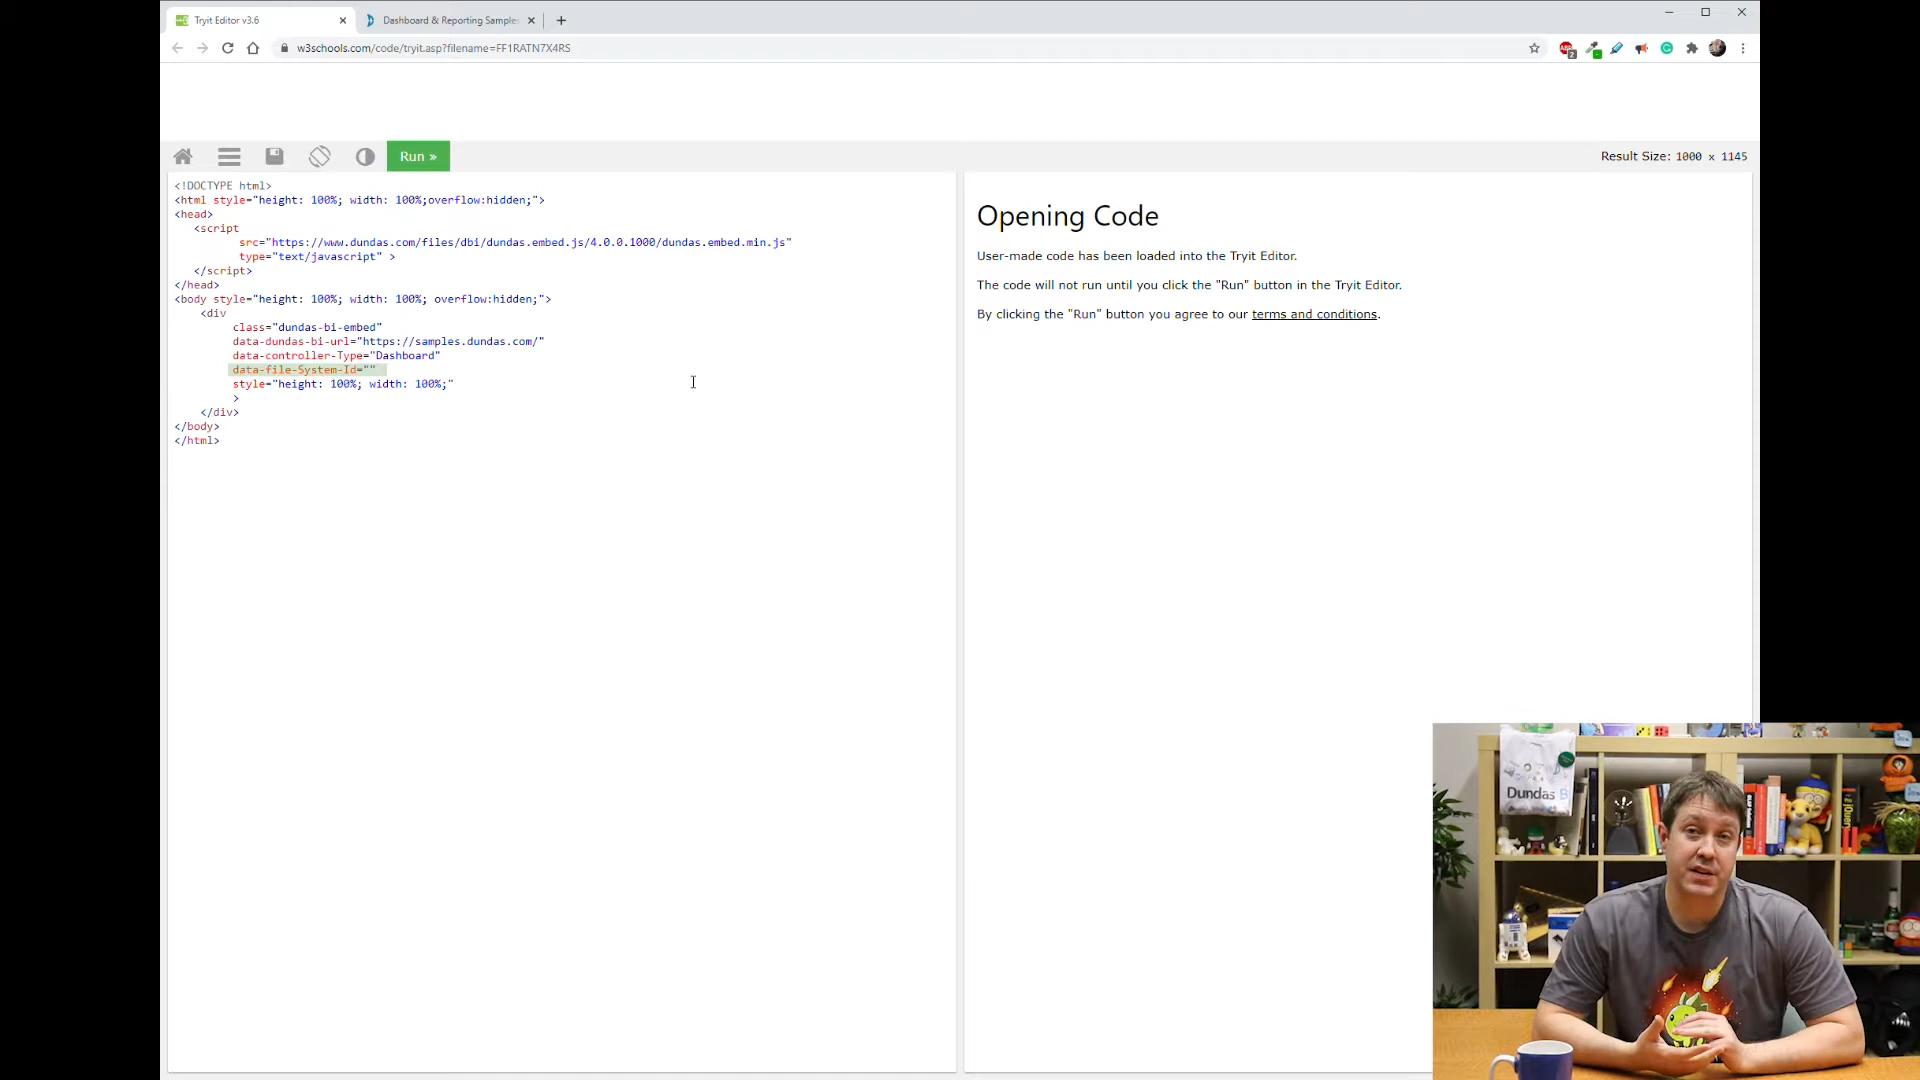 Tryit Editor v3.6
Dashboard & Reporting Samples
w3schools.com/code/tryit.asp?filename=FF1RATN7X4RS
Run »
Result Size: 1000 x 1145
<!DOCTYPE html>
<html style="height: 100%; width: 100%;overflow:hidden;">
<head>
<script
src="https://www.dundas.com/files/dbi/dundas.embed.js/4.0.0.1000/dundas.embed.min.js"
type="text/javascript" >
</script>
</head>
<body style="height: 100%; width: 100%; overflow:hidden;">
<div
class="dundas-bi-embed"
data-dundas-bi-url="https://samples.dundas.com/"
data-controller-Type="Dashboard"
data-file-System-Id=""
style="height: 100%; width: 100%;"
>
</div>
</body>
</html>
Opening Code
User-made code has been loaded into the Tryit Editor.
The code will not run until you click the "Run" button in the Tryit Editor.
By clicking the "Run" button you agree to our terms and conditions.
Dundas B
jQuery